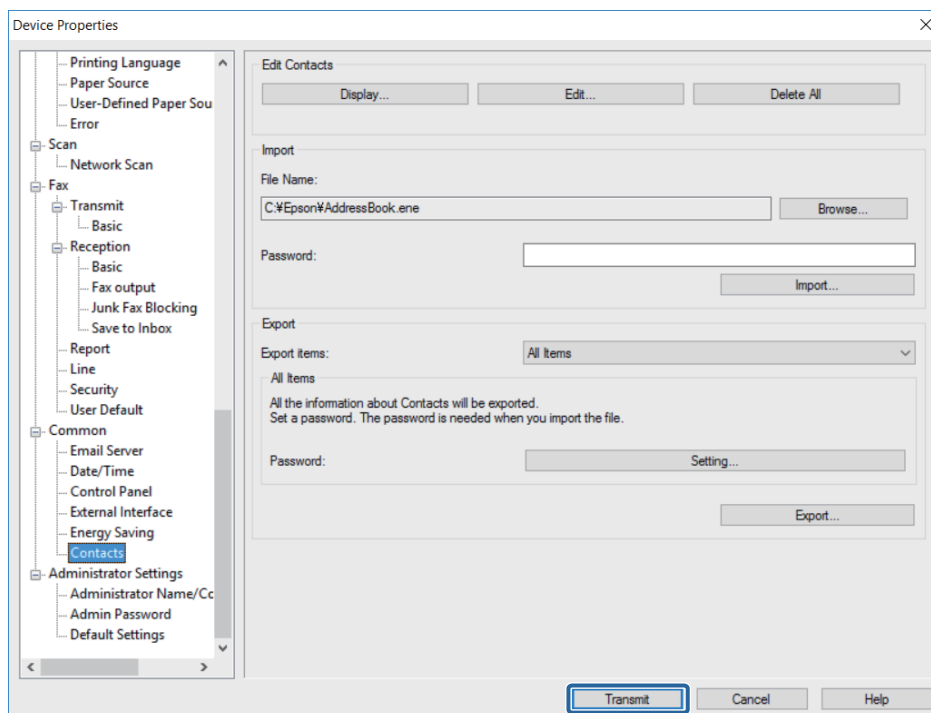 Device Properties
Printing Language
Paper Source
User-Defined Paper Sou
Error
Scan
Network Scan
Fax
Transmit
Basic
Reception
Basic
Fax output
Junk Fax Blocking
Save to Inbox
Report
Line
Security
User Default
Common
Email Server
Date/Time
Control Panel
External Interface
Energy Saving
Contacts
Administrator Settings
Administrator Name/Cc
Admin Password
Default Settings
Edit Contacts
Display... Edit... Delete All
Import
File Name:
C:¥Epson¥AddressBook.ene Browse...
Password:
Import...
Export
Export items: All Items
All Items
All the information about Contacts will be exported.
Set a password. The password is needed when you import the file.
Password: Setting...
Export...
Transmit Cancel Help